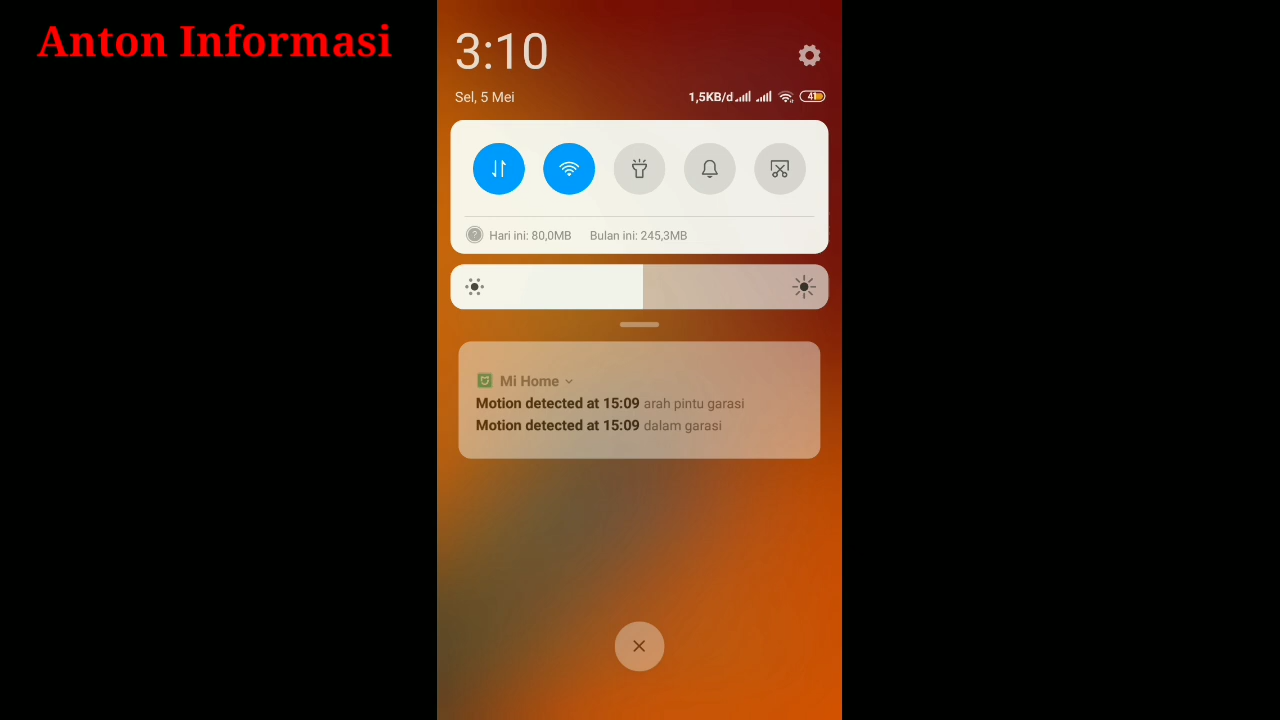 Anton Informasi
3:10
Sel, 5 Mei
1,5KB/d
41
Hari ini: 80,0MB Bulan ini: 245,3MB
Mi Home
Motion detected at 15:09 arah pintu garasi
Motion detected at 15:09 dalam garasi